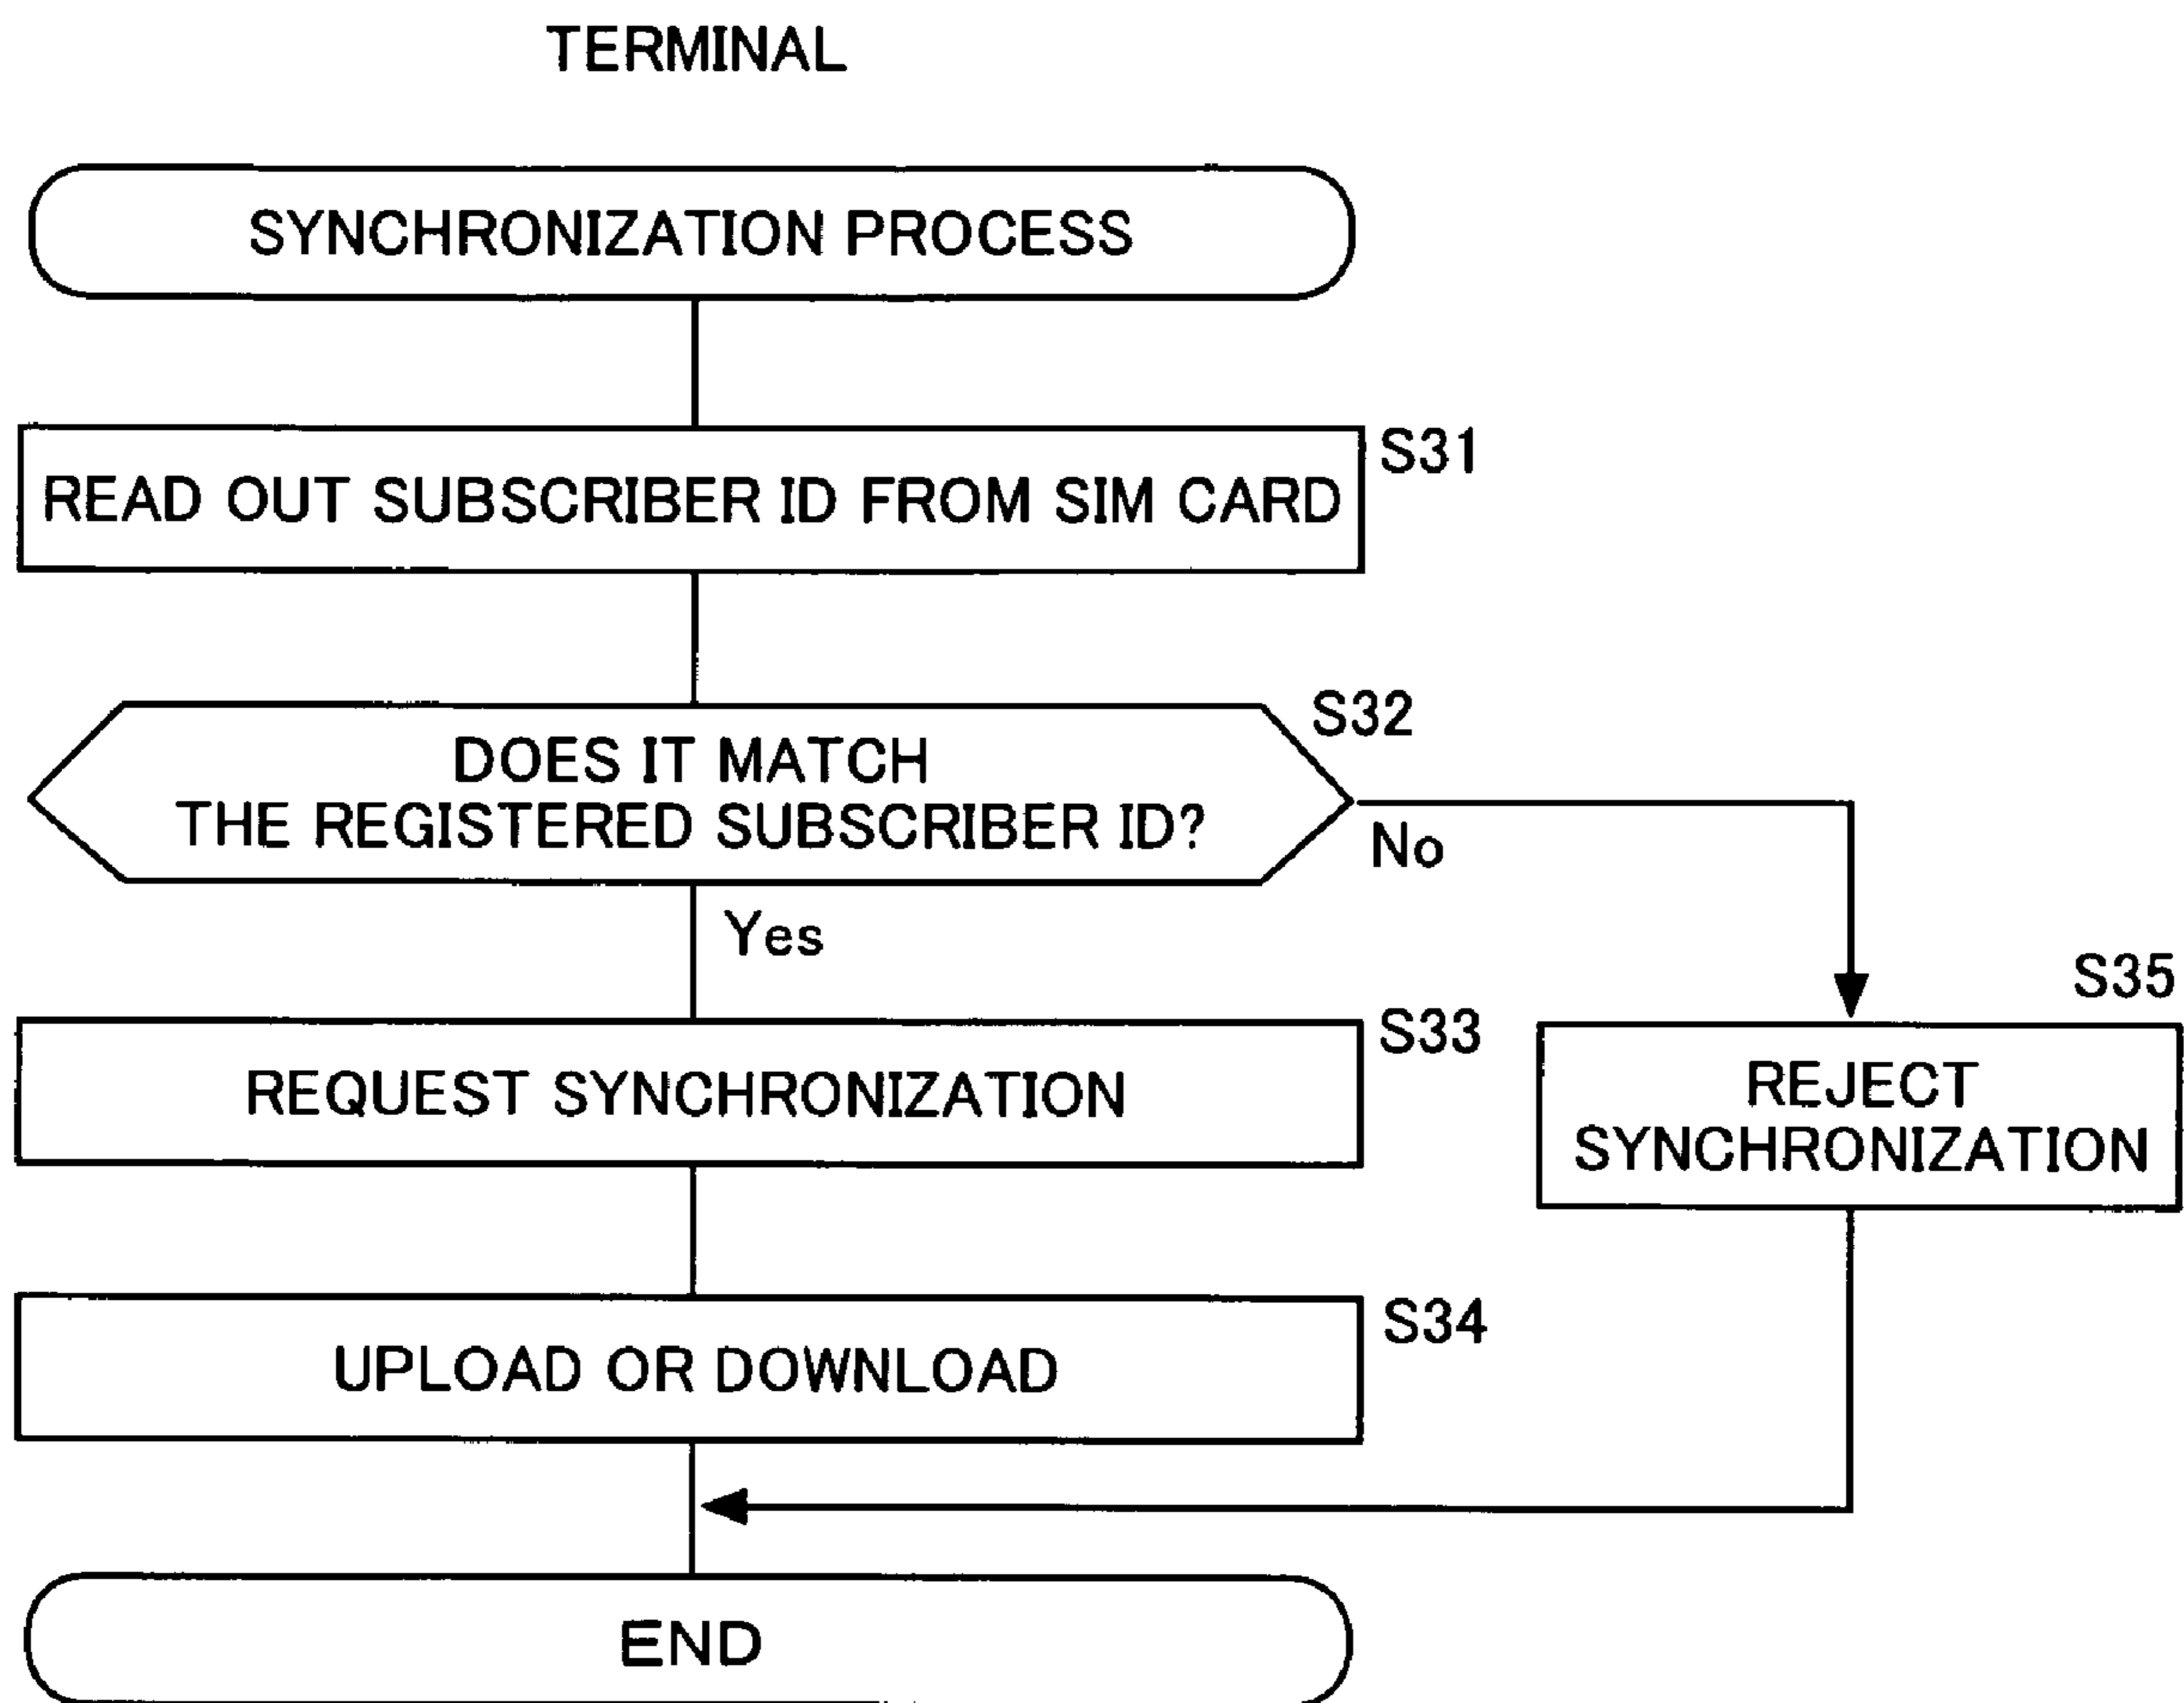 TERMINAL
SYNCHRONIZATION PROCESS
S31
READ OUT SUBSCRIBER ID FROM SIM CARD
S32
DOES IT MATCH
THE REGISTERED SUBSCRIBER ID?
No
Yes
S35
S33
REQUEST SYNCHRONIZATION
REJECT
SYNCHRONIZATION
S34
UPLOAD OR DOWNLOAD
END